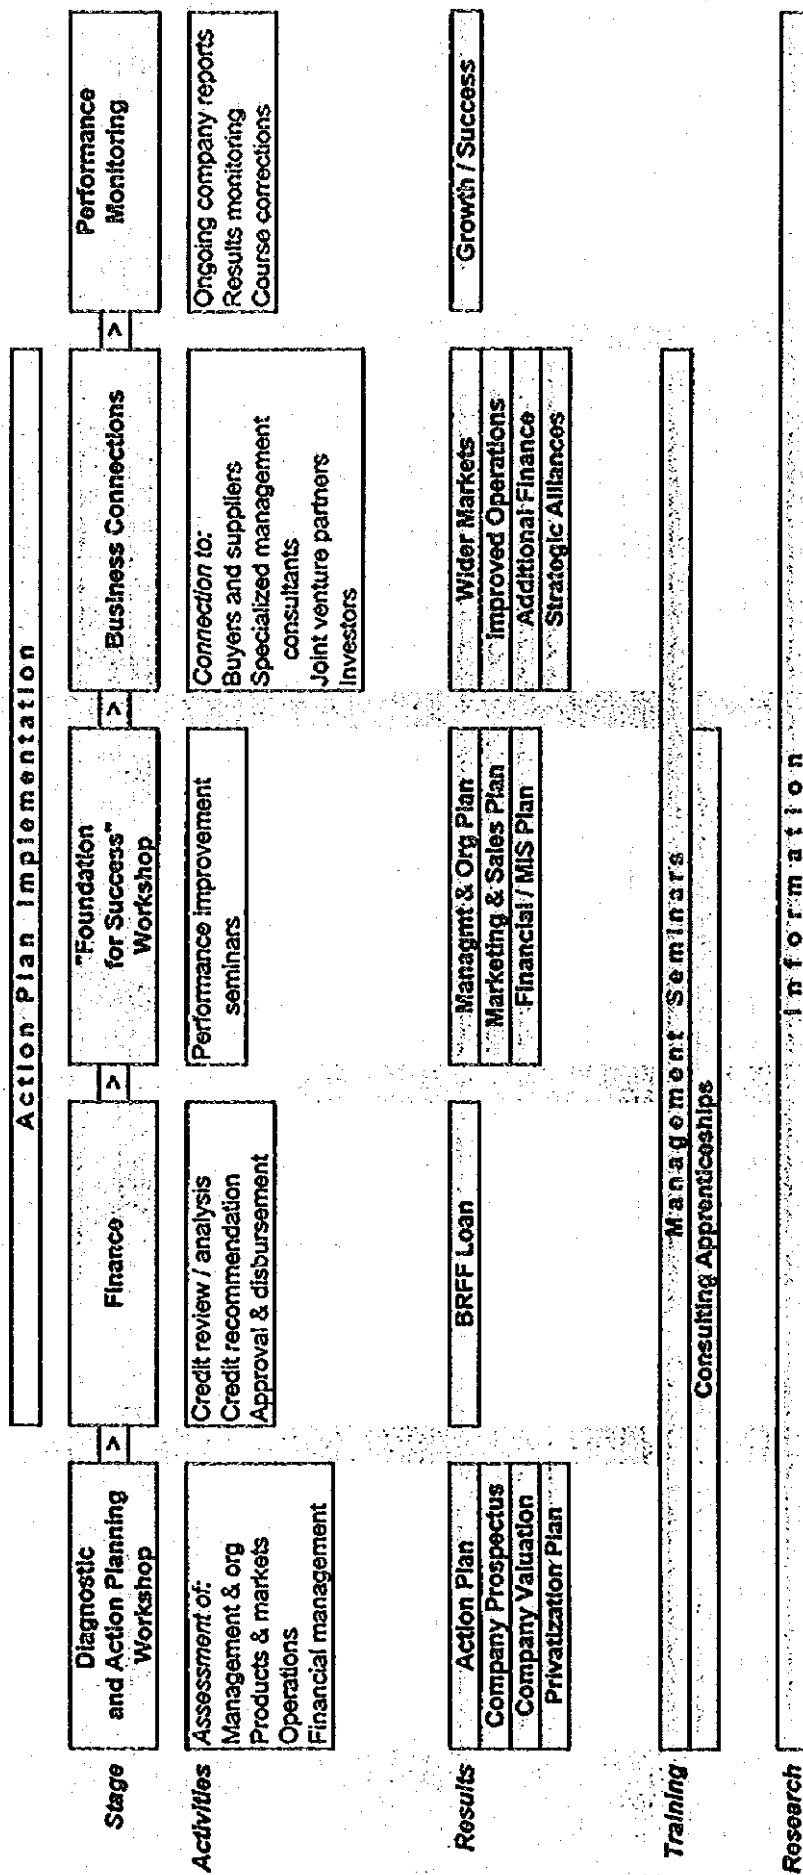 Action Plan Implementation
Stage
Diagnostic
and Action Planning
Workshop
>
Finance
>
"Foundation
for Success"
Workshop
>
Business Connections
>
Performance
Monitoring
Activities
Assessment of:
Management & org
Products & markets
Operations
Financial management
Credit review / analysis
Credit recommendation
Approval & disbursement
Performance improvement
seminars
Connection to:
Buyers and suppliers
Specialized management
consultants
Joint venture partners
Investors
Ongoing company reports
Results monitoring
Course corrections
Results
Action Plan
Company Prospectus
Company Valuation
Privatization Plan
BRFF Loan
Managmt & Org Plan
Marketing & Sales Plan
Financial / MIS Plan
Wider Markets
Improved Operations
Additional Finance
Strategic Alliances
Growth / Success
Training
Management Seminars
Consulting Apprenticeships
Research
Information